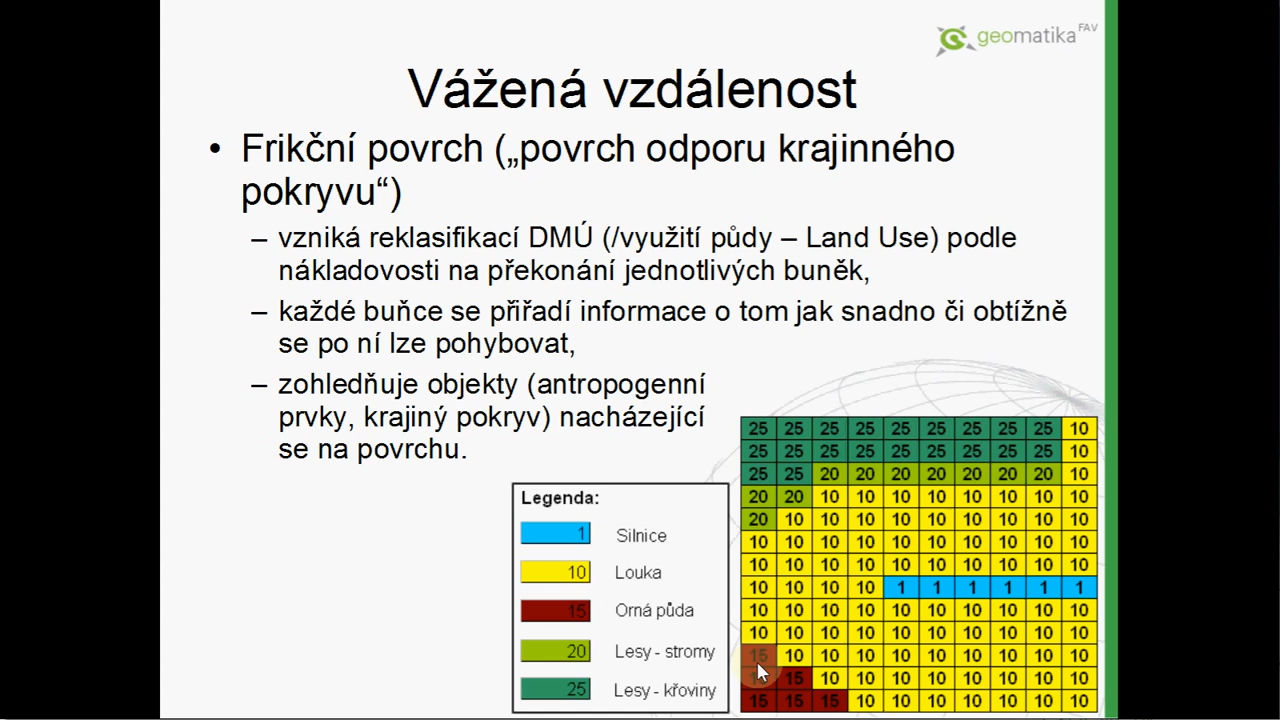 geomatika FAV
Vážená vzdálenost
• Frikční povrch („povrch odporu krajinného
pokryvu“)
– vzniká reklasifikací DMÚ (/využití půdy – Land Use) podle
nákladovosti na překonání jednotlivých buněk,
– každé buňce se přiřadí informace o tom jak snadno či obtížně
se po ní lze pohybovat,
– zohledňuje objekty (antropogenní
prvky, krajiný pokryv) nacházející
se na povrchu.
Legenda:
1 Silnice
10 Louka
15 Orná půda
20 Lesy - stromy
25 Lesy - křoviny
25 25 25 25 25 25 25 25 25 10
25 25 25 25 25 25 25 25 25 10
25 25 20 20 20 20 20 20 20 10
20 20 10 10 10 10 10 10 10 10
20 10 10 10 10 10 10 10 10 10
10 10 10 10 10 10 10 10 10 10
10 10 10 10 10 10 10 10 10 10
10 10 10 10 1 1 1 1 1 1
10 10 10 10 10 10 10 10 10 10
10 10 10 10 10 10 10 10 10 10
15 10 10 10 10 10 10 10 10 10
15 10 10 10 10 10 10 10 10
15 15 15 10 10 10 10 10 10 10